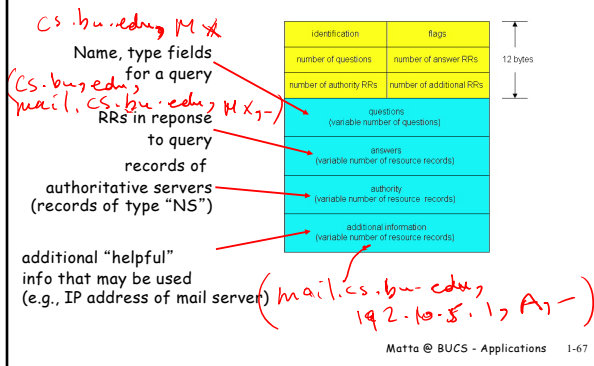 cs.bu.edu, MX
Name, type fields
for a query
(cs.bu.edu,
mail.cs.bu.edu, MX, -)
RRs in reponse
to query
records of
authoritative servers
(records of type “NS”)
additional “helpful”
info that may be used
(e.g., IP address of mail server)
identification
flags
number of questions
number of answer RRs
number of authority RRs
number of additional RRs
12 bytes
questions
(variable number of questions)
answers
(variable number of resource records)
authority
(variable number of resource records)
additional information
(variable number of resource records)
(mail.cs.bu.edu,
192.10.5.1, A, -)
Matta @ BUCS - Applications 1-67